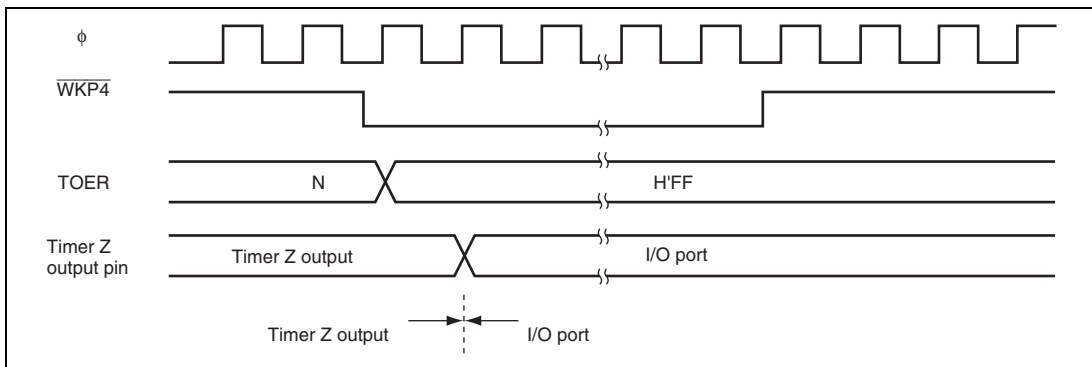 ϕ
WKP4
TOER
N
H'FF
Timer Z
output pin
Timer Z output
I/O port
Timer Z output
I/O port